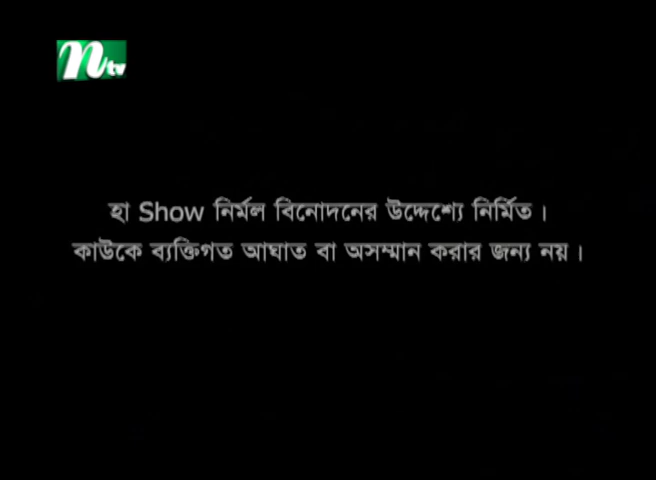 ntv
হা Show নির্মল বিনোদনের উদ্দেশ্যে নির্মিত।
কাউকে ব্যক্তিগত আঘাত বা অসম্মান করার জন্য নয়।